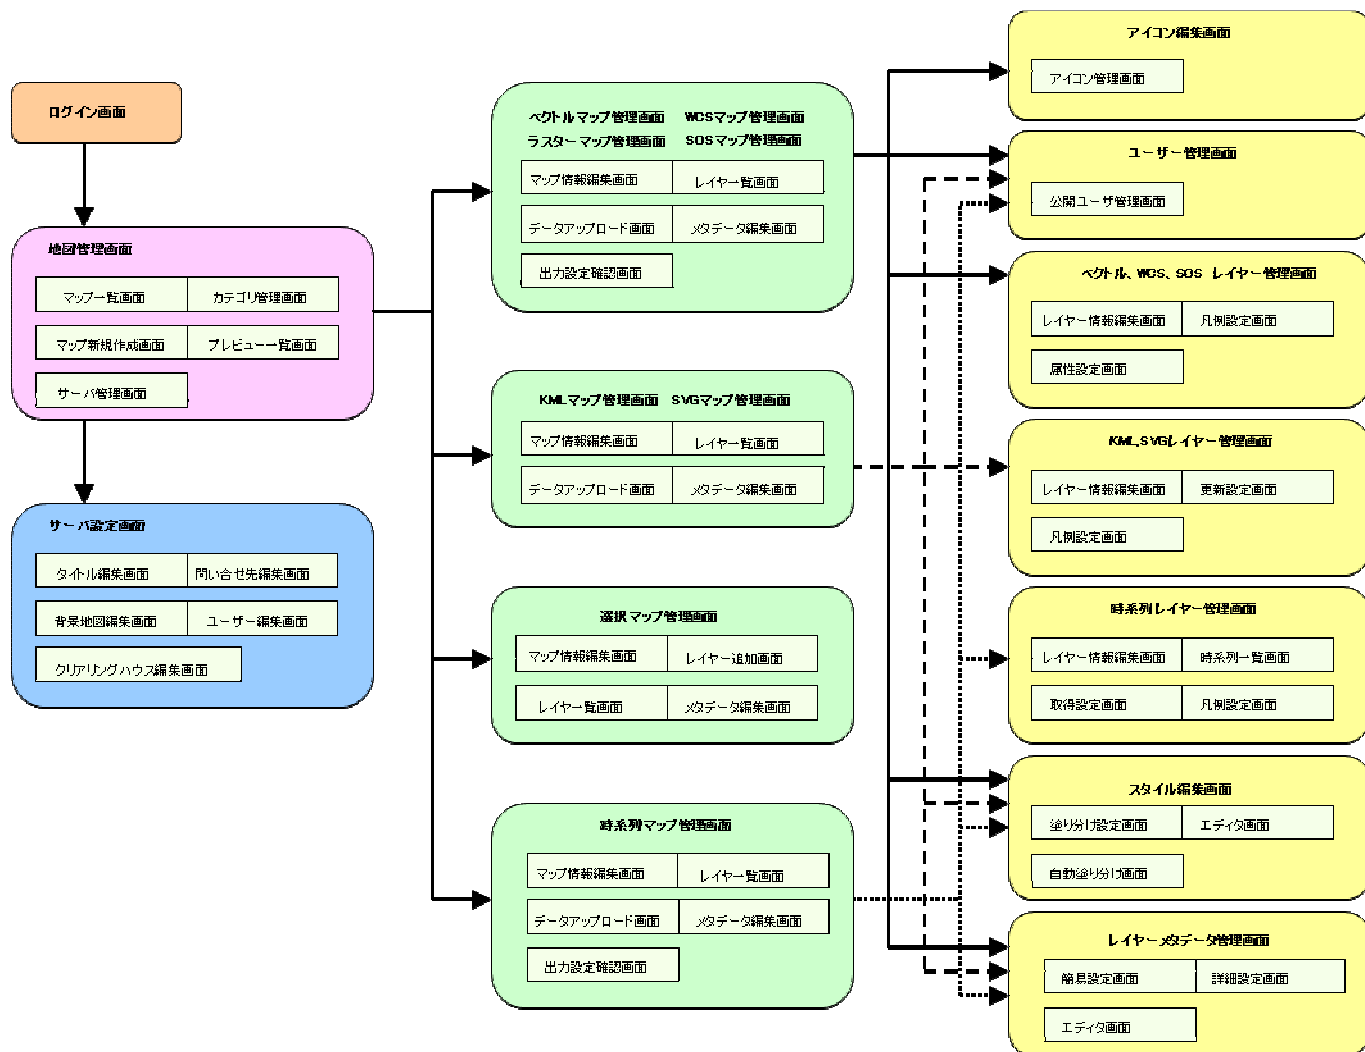 ログイン画面
地図管理画面
マップ一覧画面 カテゴリ管理画面
マップ新規作成画面 プレビュー一覧画面
サーバ管理画面
サーバ設定画面
タイトル編集画面 問い合せ先編集画面
背景地図編集画面 ユーザー編集画面
クリアリングハウス編集画面
ベクトルマップ管理画面 WCSマップ管理画面
ラスターマップ管理画面 SOSマップ管理画面
マップ情報編集画面 レイヤー覧画面
データアップロード画面 メタデータ編集画面
出力設定確認画面
KMLマップ管理画面 SVGマップ管理画面
マップ情報編集画面 レイヤー覧画面
データアップロード画面 メタデータ編集画面
選択マップ管理画面
マップ情報編集画面 レイヤー追加画面
レイヤー覧画面 メタデータ編集画面
時系列マップ管理画面
マップ情報編集画面 レイヤー覧画面
データアップロード画面 メタデータ編集画面
出力設定確認画面
アイコン編集画面
アイコン管理画面
ユーザー管理画面
公開ユーザ管理画面
ベクトル、WCS、SOS レイヤー管理画面
レイヤー情報編集画面 凡例設定画面
属性設定画面
KML,SVGレイヤー管理画面
レイヤー情報編集画面 更新設定画面
凡例設定画面
時系列レイヤー管理画面
レイヤー情報編集画面 時系列一覧画面
取得設定画面 凡例設定画面
スタイル編集画面
塗り分け設定画面 エディタ画面
自動塗り分け画面
レイヤーメタデータ管理画面
簡易設定画面 詳細設定画面
エディタ画面